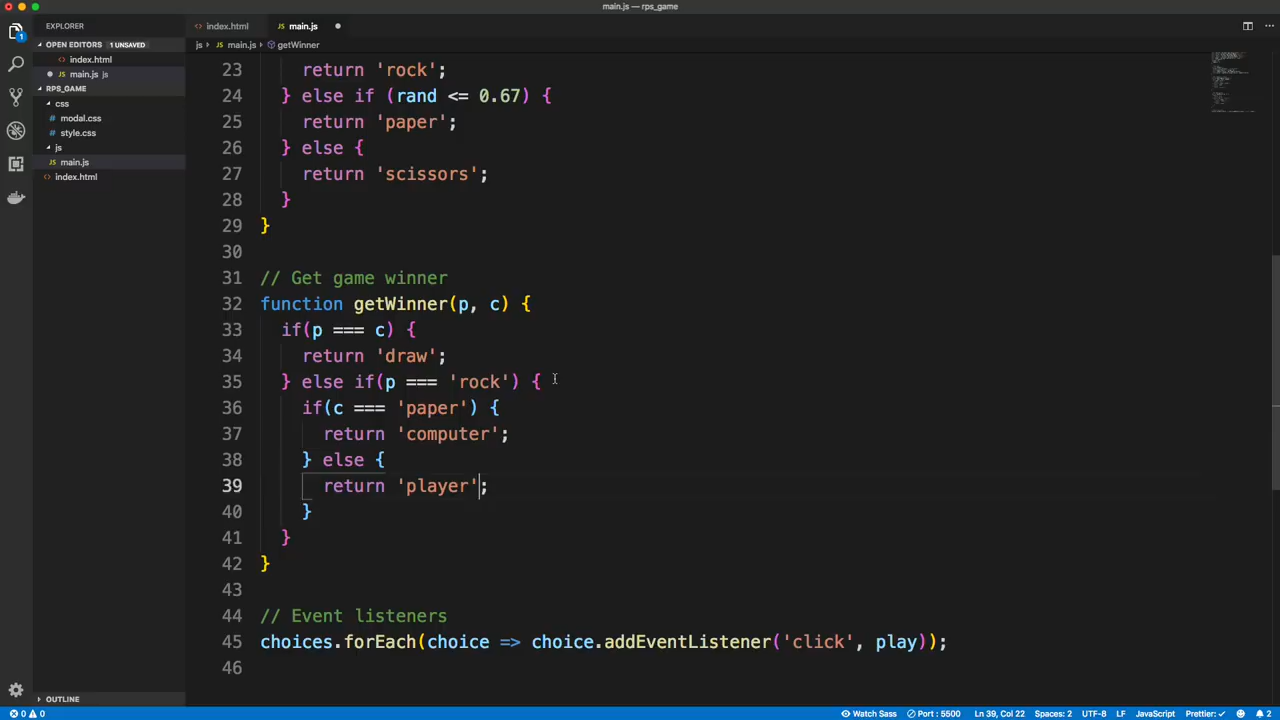 main.js — rps_game
EXPLORER
index.html
main.js
OPEN EDITORS 1 UNSAVED
index.html
main.js js
RPS_GAME
css
modal.css
style.css
js
main.js
index.html
OUTLINE
js › main.js › getWinner
23 return 'rock';
24 } else if (rand <= 0.67) {
25 return 'paper';
26 } else {
27 return 'scissors';
28 }
29 }
30
31 // Get game winner
32 function getWinner(p, c) {
33 if(p === c) {
34 return 'draw';
35 } else if(p === 'rock') {
36 if(c === 'paper') {
37 return 'computer';
38 } else {
39 return 'player';
40 }
41 }
42 }
43
44 // Event listeners
45 choices.forEach(choice => choice.addEventListener('click', play));
46
1
0 0
Watch Sass
Port : 5500
Ln 39, Col 22
Spaces: 2
UTF-8
LF
JavaScript
Prettier: ✓
2